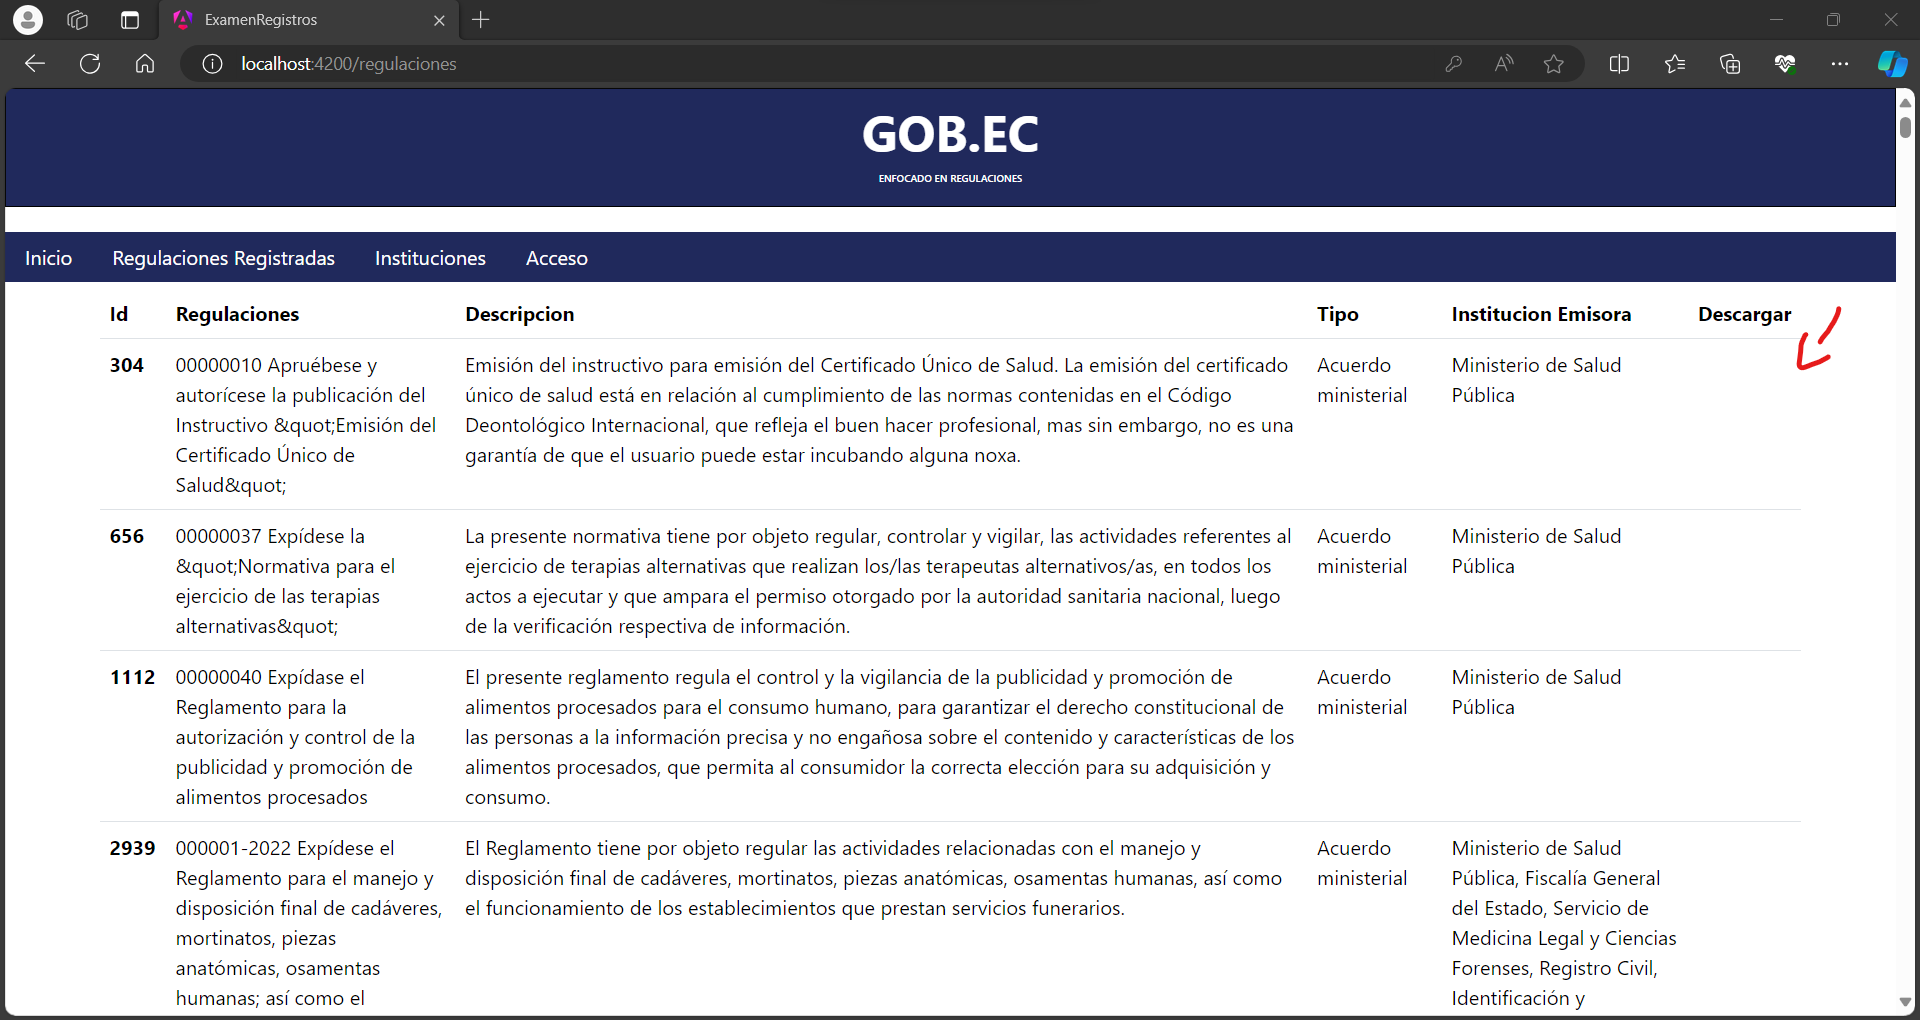 ExamenRegistros
localhost:4200/regulaciones
GOB.EC
ENFOCADO EN REGULACIONES
Inicio Regulaciones Registradas Instituciones Acceso
Id Regulaciones Descripcion Tipo Institucion Emisora Descargar
304
00000010 Apruébese y
autorícese la publicación del
Instructivo &quot;Emisión del
Certificado Único de
Salud&quot;
Emisión del instructivo para emisión del Certificado Único de Salud. La emisión del certificado
único de salud está en relación al cumplimiento de las normas contenidas en el Código
Deontológico Internacional, que refleja el buen hacer profesional, mas sin embargo, no es una
garantía de que el usuario puede estar incubando alguna noxa.
Acuerdo
ministerial
Ministerio de Salud
Pública
656
00000037 Expídese la
&quot;Normativa para el
ejercicio de las terapias
alternativas&quot;
La presente normativa tiene por objeto regular, controlar y vigilar, las actividades referentes al
ejercicio de terapias alternativas que realizan los/las terapeutas alternativos/as, en todos los
actos a ejecutar y que ampara el permiso otorgado por la autoridad sanitaria nacional, luego
de la verificación respectiva de información.
Acuerdo
ministerial
Ministerio de Salud
Pública
1112
00000040 Expídase el
Reglamento para la
autorización y control de la
publicidad y promoción de
alimentos procesados
El presente reglamento regula el control y la vigilancia de la publicidad y promoción de
alimentos procesados para el consumo humano, para garantizar el derecho constitucional de
las personas a la información precisa y no engañosa sobre el contenido y características de los
alimentos procesados, que permita al consumidor la correcta elección para su adquisición y
consumo.
Acuerdo
ministerial
Ministerio de Salud
Pública
2939
000001-2022 Expídese el
Reglamento para el manejo y
disposición final de cadáveres,
mortinatos, piezas
anatómicas, osamentas
humanas; así como el
El Reglamento tiene por objeto regular las actividades relacionadas con el manejo y
disposición final de cadáveres, mortinatos, piezas anatómicas, osamentas humanas, así como
el funcionamiento de los establecimientos que prestan servicios funerarios.
Acuerdo
ministerial
Ministerio de Salud
Pública, Fiscalía General
del Estado, Servicio de
Medicina Legal y Ciencias
Forenses, Registro Civil,
Identificación y